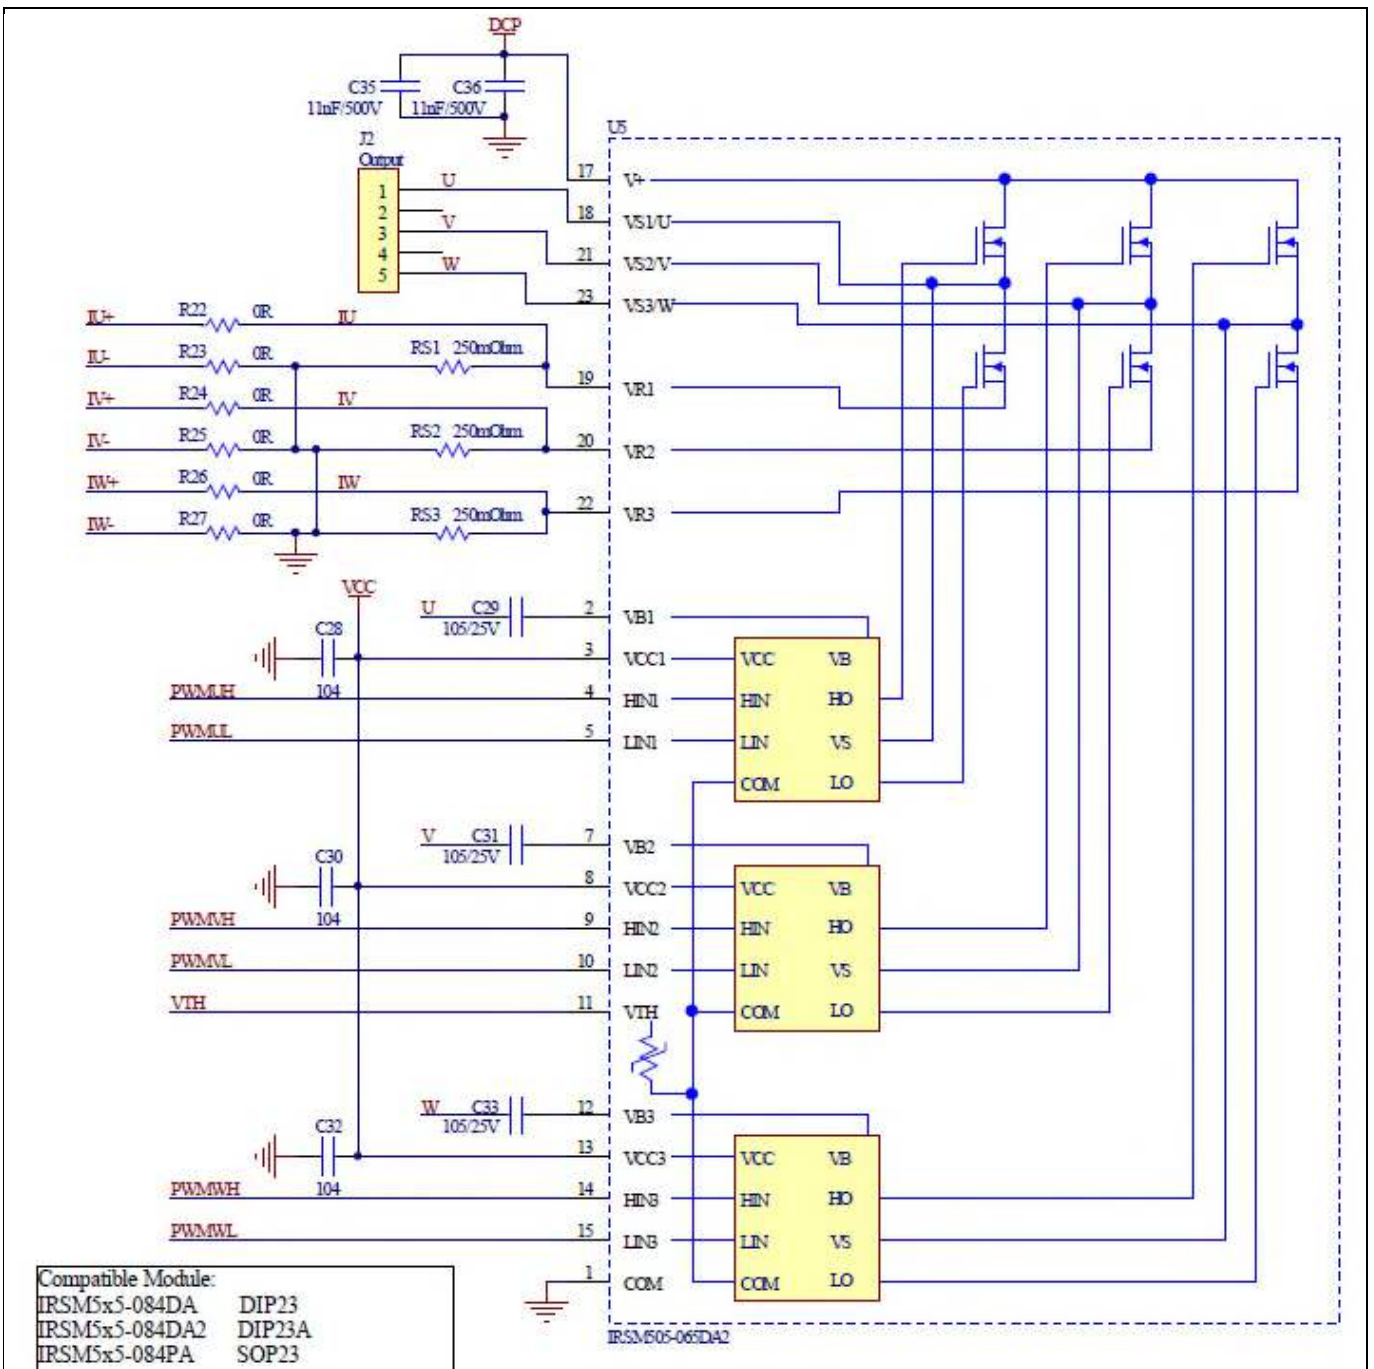 DCP
C35
11nF/500V
C36
11nF/500V
J2
Output
1
2
3
4
5
U
V
W
U5
17 V+
18 VS1/U
21 VS2/V
23 VS3/W
IU+ R22 0R IU
IU- R23 0R RS1 250mOhm
19 VR1
IV+ R24 0R IV
IV- R25 0R RS2 250mOhm
20 VR2
IW+ R26 0R IW
22 VR3
IW- R27 0R RS3 250mOhm
VCC
U C29
105/25V
2 VB1
C28
104
3 VCC1
PWMUH 4 HIN1
PWMUL 5 LIN1
VCC VB
HIN HO
LIN VS
COM LO
V C31
105/25V
7 VB2
C30
104
8 VCC2
PWMVH 9 HIN2
PWMVL 10 LIN2
VTH 11 VTH
VCC VB
HIN HO
LIN VS
COM LO
W C33
105/25V
12 VB3
C32
104
13 VCC3
PWMWH 14 HIN3
PWMWL 15 LIN3
1 COM
VCC VB
HIN HO
LIN VS
COM LO
IRSM505-065DA2
Compatible Module:
IRSM5x5-084DA DIP23
IRSM5x5-084DA2 DIP23A
IRSM5x5-084PA SOP23